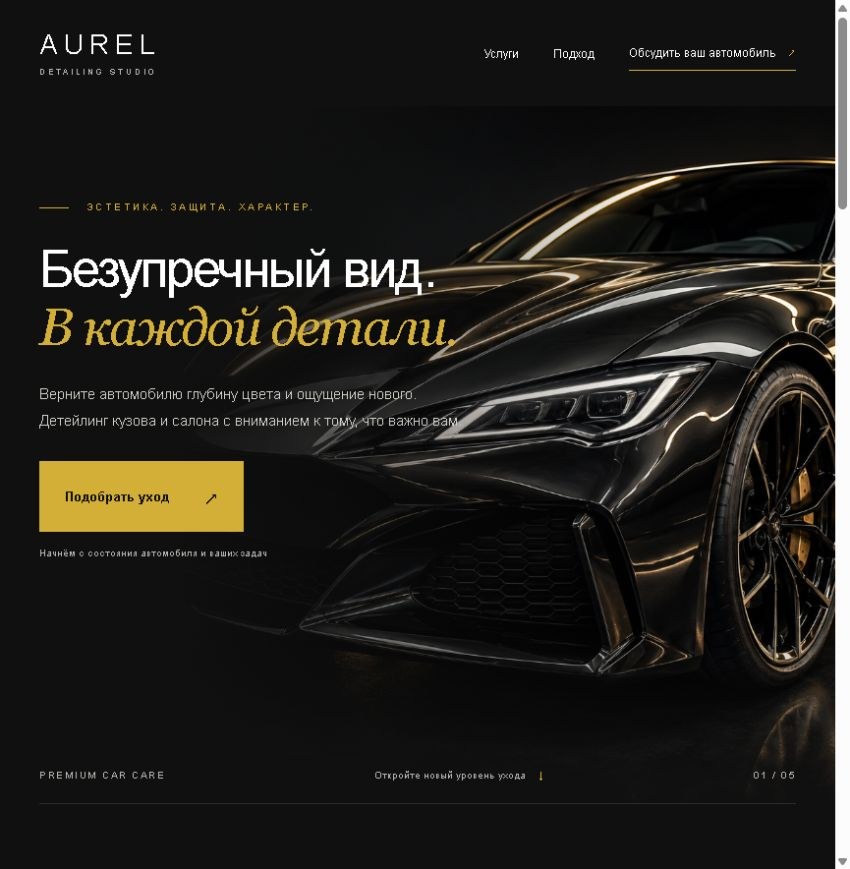 AUREL
DETAILING STUDIO
Услуги
Подход
Обсудить ваш автомобиль ↗
ЭСТЕТИКА. ЗАЩИТА. ХАРАКТЕР.
Безупречный вид.
В каждой детали.
Верните автомобилю глубину цвета и ощущение нового.
Детейлинг кузова и салона с вниманием к тому, что важно вам.
Подобрать уход ↗
Начнём с состояния автомобиля и ваших задач
PREMIUM CAR CARE
Откройте новый уровень ухода ↓
01 / 05